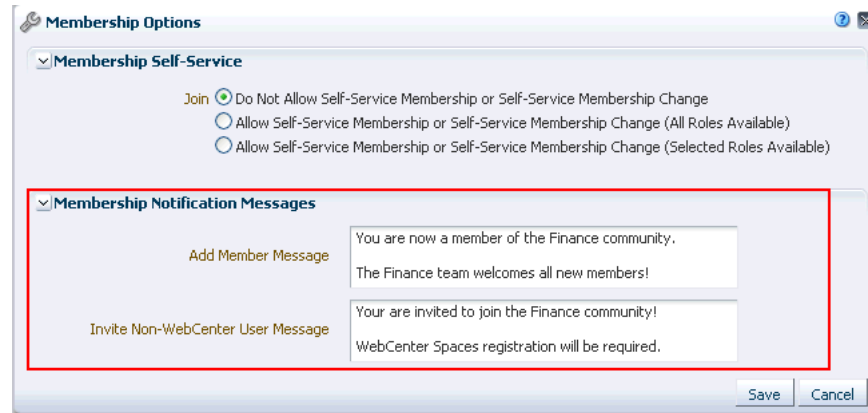 Membership Options
Membership Self-Service
Join Do Not Allow Self-Service Membership or Self-Service Membership Change
Allow Self-Service Membership or Self-Service Membership Change (All Roles Available)
Allow Self-Service Membership or Self-Service Membership Change (Selected Roles Available)
Membership Notification Messages
Add Member Message
You are now a member of the Finance community.
The Finance team welcomes all new members!
Invite Non-WebCenter User Message
Your are invited to join the Finance community!
WebCenter Spaces registration will be required.
Save Cancel